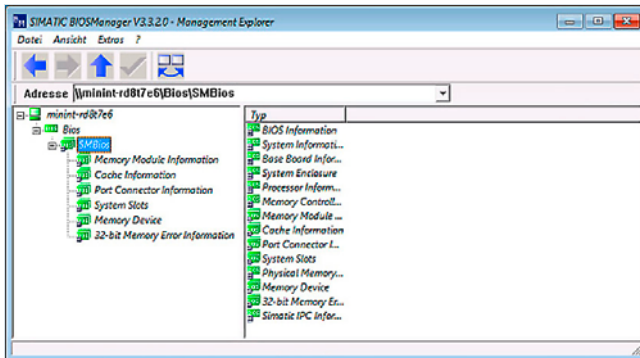 SIMATIC BIOSManager V3.3.2.0 - Management Explorer
Datei Ansicht Extras ?
Adresse \\minint-rd8t7e6\Bios\SMBios
minint-rd8t7e6
Bios
SMBios
Memory Module Information
Cache Information
Port Connector Information
System Slots
Memory Device
32-bit Memory Error Information
Typ
BIOS Information
System Informati...
Base Board Infor...
System Enclosure
Processor Inform...
Memory Controll...
Memory Module ...
Cache Information
Port Connector I...
System Slots
Physical Memory...
Memory Device
32-bit Memory Er...
Simatic IPC Infor...